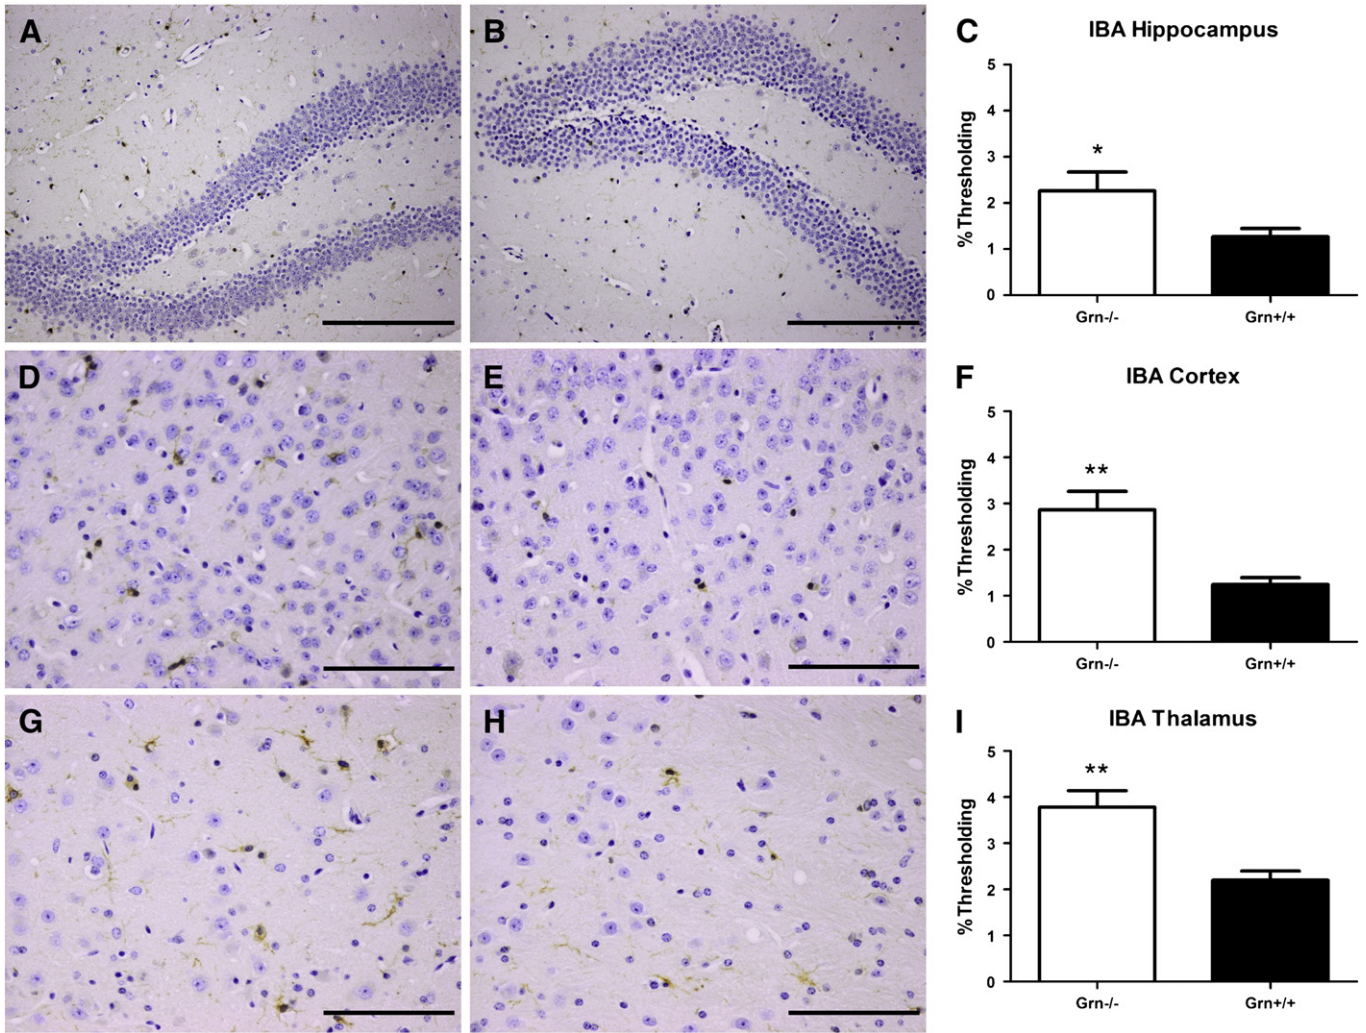 A
B
C
IBA Hippocampus
5
4
3
2
1
0
%Thresholding
*
Grn-/-
Grn+/+
D
E
F
IBA Cortex
5
4
3
2
1
0
%Thresholding
**
Grn-/-
Grn+/+
G
H
I
IBA Thalamus
5
4
3
2
1
0
%Thresholding
**
Grn-/-
Grn+/+